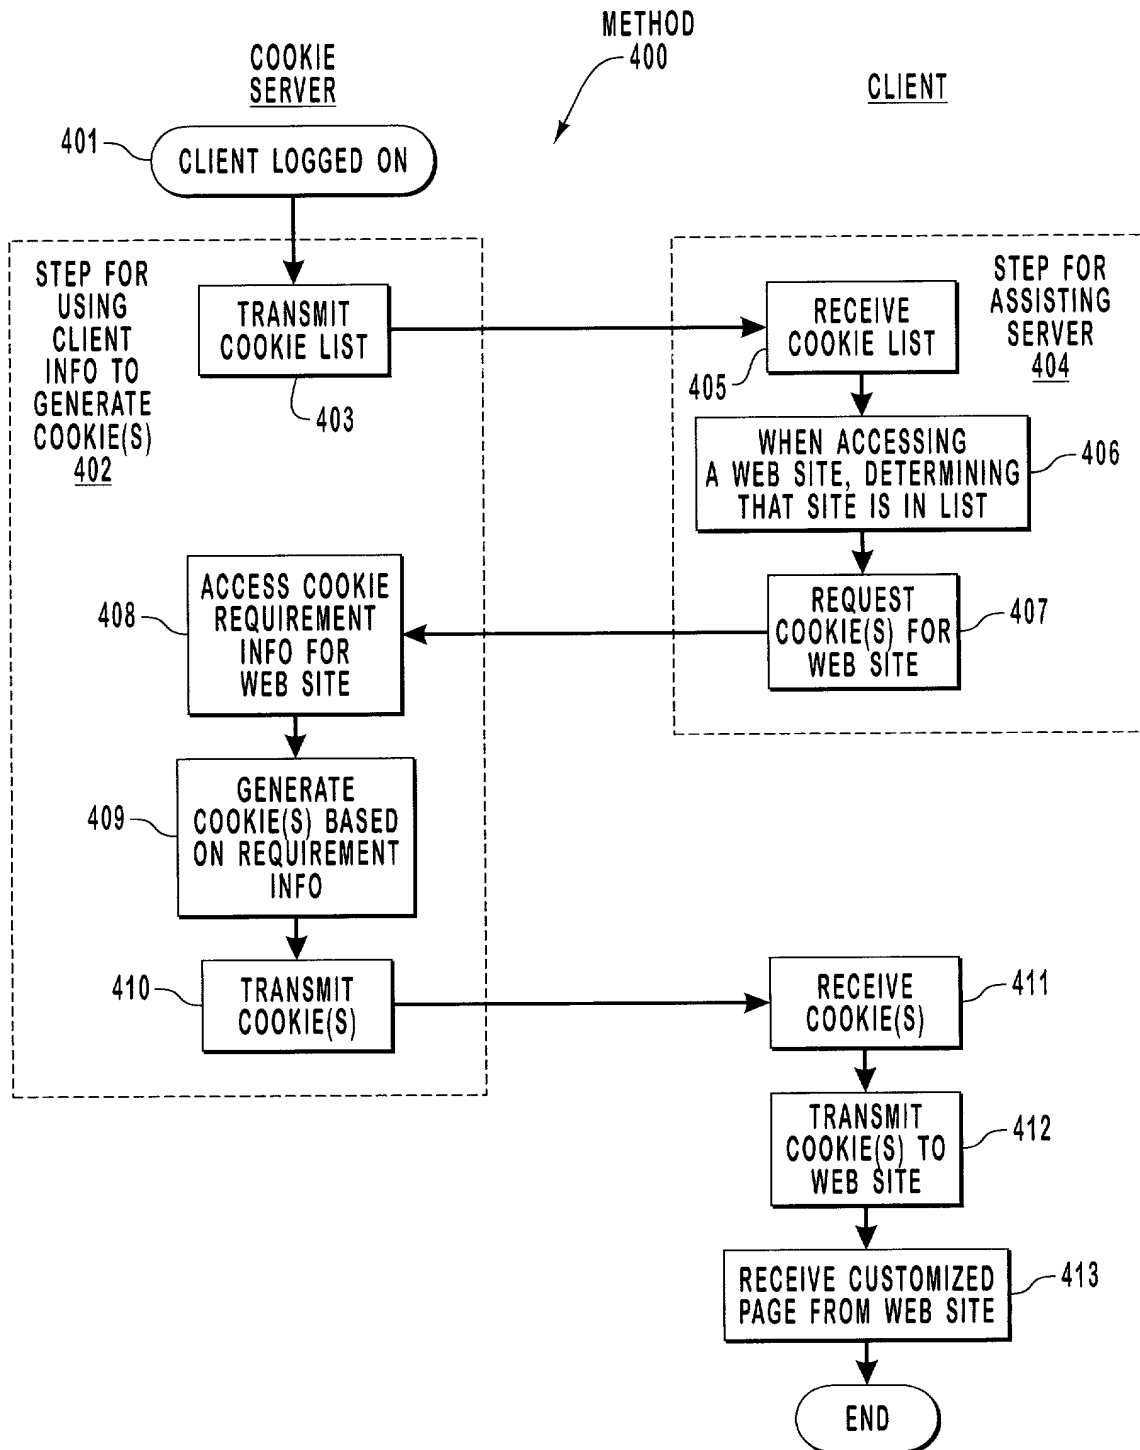 METHOD
400
COOKIE
SERVER
CLIENT
401
CLIENT LOGGED ON
STEP FOR
USING
CLIENT
INFO TO
GENERATE
COOKIE(S)
402
TRANSMIT
COOKIE LIST
403
RECEIVE
COOKIE LIST
405
STEP FOR
ASSISTING
SERVER
404
WHEN ACCESSING
A WEB SITE, DETERMINING
THAT SITE IS IN LIST
406
REQUEST
COOKIE(S) FOR
WEB SITE
407
408
ACCESS COOKIE
REQUIREMENT
INFO FOR
WEB SITE
409
GENERATE
COOKIE(S) BASED
ON REQUIREMENT
INFO
410
TRANSMIT
COOKIE(S)
RECEIVE
COOKIE(S)
411
TRANSMIT
COOKIE(S) TO
WEB SITE
412
RECEIVE CUSTOMIZED
PAGE FROM WEB SITE
413
END